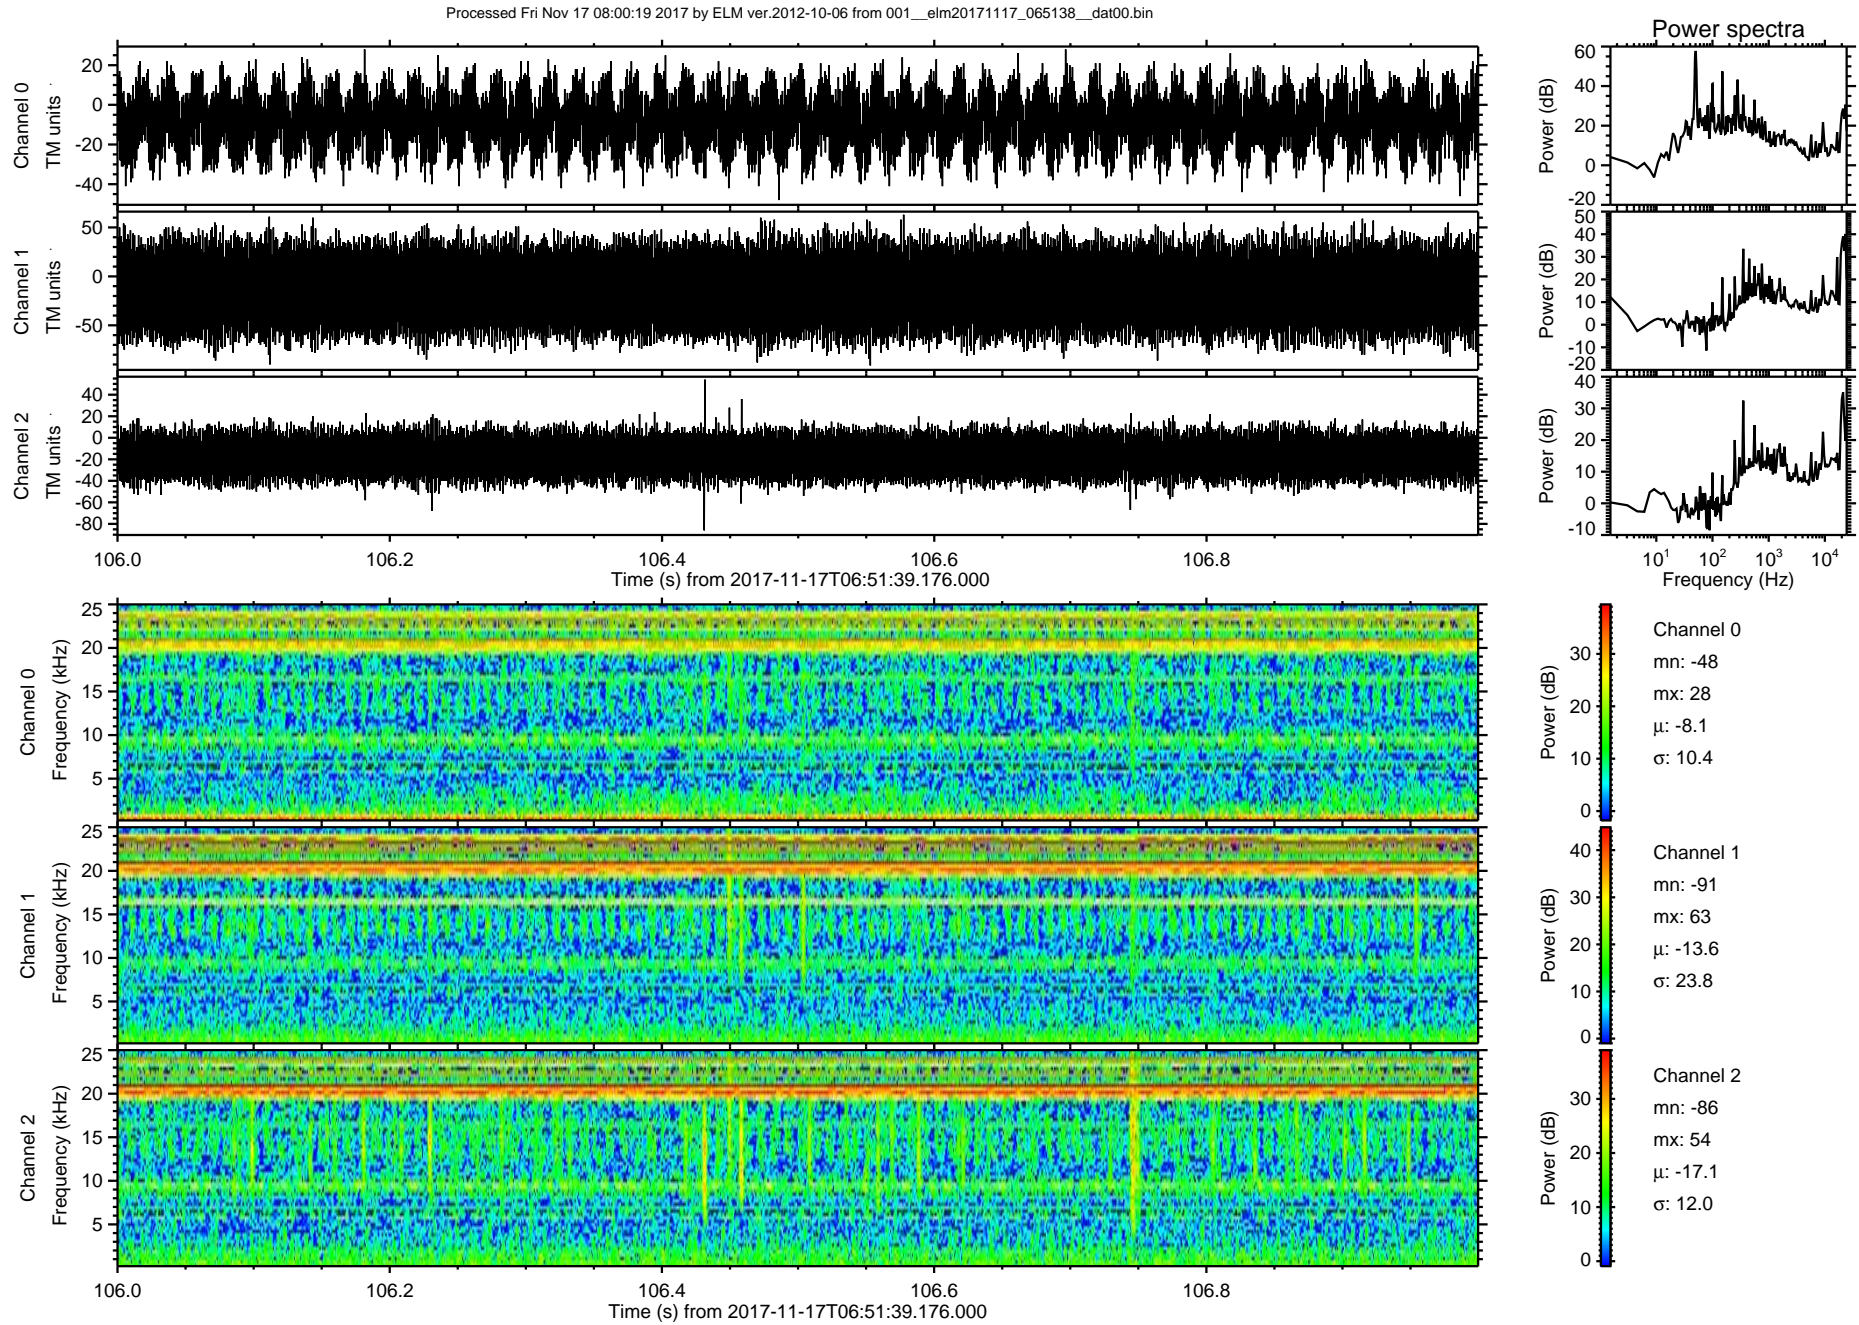 Processed Fri Nov 17 08:00:19 2017 by ELM ver.2012-10-06 from 001__elm20171117_065138__dat00.bin
Power spectra
Channel 0
TM units
20
0
-20
-40
Power (dB)
60
40
20
0
-20
Channel 1
TM units
50
0
-50
Power (dB)
50
40
30
20
10
0
-10
-20
Channel 2
TM units
40
20
0
-20
-40
-60
-80
Power (dB)
40
30
20
10
0
-10
106.0 106.2 106.4 106.6 106.8
Time (s) from 2017-11-17T06:51:39.176.000
10¹ 10² 10³ 10⁴
Frequency (Hz)
Channel 0
Frequency (kHz)
25
20
15
10
5
Power (dB)
30
20
10
0
Channel 0
mn: -48
mx: 28
μ: -8.1
σ: 10.4
Channel 1
Frequency (kHz)
25
20
15
10
5
Power (dB)
40
30
20
10
0
Channel 1
mn: -91
mx: 63
μ: -13.6
σ: 23.8
Channel 2
Frequency (kHz)
25
20
15
10
5
Power (dB)
30
20
10
0
Channel 2
mn: -86
mx: 54
μ: -17.1
σ: 12.0
106.0 106.2 106.4 106.6 106.8
Time (s) from 2017-11-17T06:51:39.176.000